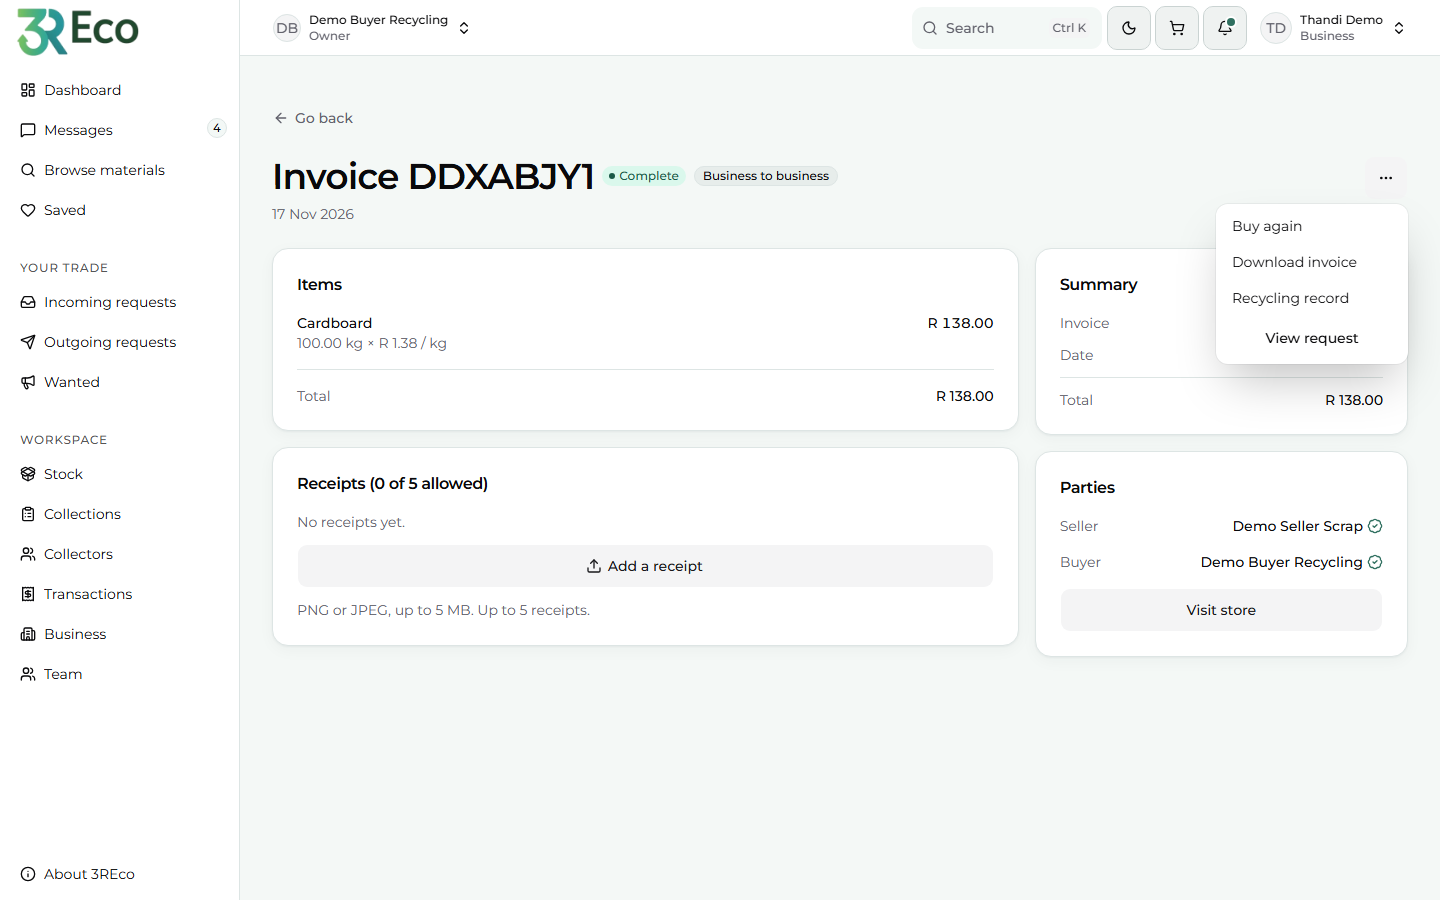 3R Eco
Demo Buyer Recycling
DB
Owner
Search
Ctrl K
TD
Thandi Demo
Business
Dashboard
Messages
4
Browse materials
Saved
YOUR TRADE
Incoming requests
Outgoing requests
Wanted
WORKSPACE
Stock
Collections
Collectors
Transactions
Business
Team
About 3REco
Go back
Invoice DDXABJY1
Complete
Business to business
17 Nov 2026
Buy again
Download invoice
Recycling record
View request
Items
Cardboard
R 138.00
100.00 kg × R 1.38 / kg
Total
R 138.00
Receipts (0 of 5 allowed)
No receipts yet.
Add a receipt
PNG or JPEG, up to 5 MB. Up to 5 receipts.
Summary
Invoice
Date
Total
R 138.00
Parties
Seller
Demo Seller Scrap
Buyer
Demo Buyer Recycling
Visit store